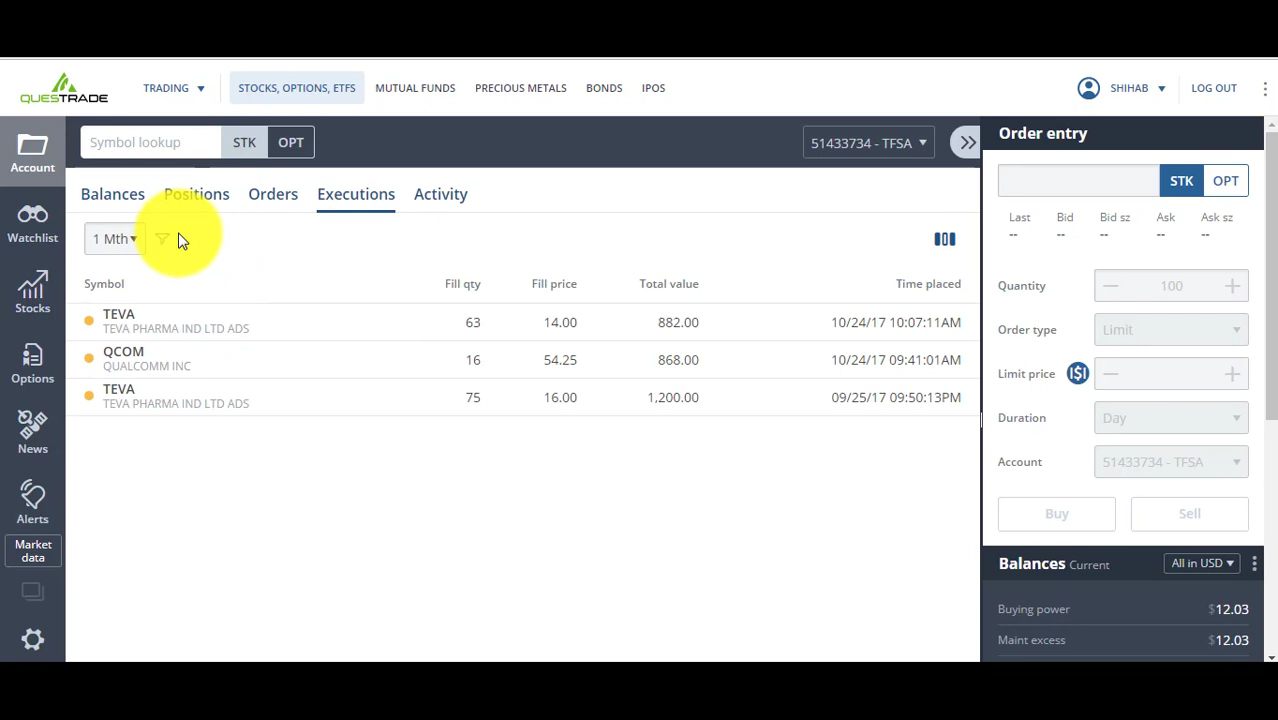 QUESTRADE
TRADING
STOCKS, OPTIONS, ETFS
MUTUAL FUNDS
PRECIOUS METALS
BONDS
IPOS
SHIHAB
LOG OUT
Account
Watchlist
Stocks
Options
News
Alerts
Market data
Symbol lookup
STK
OPT
51433734 - TFSA
Balances
Positions
Orders
Executions
Activity
1 Mth
Symbol
Fill qty
Fill price
Total value
Time placed
TEVA
TEVA PHARMA IND LTD ADS
63
14.00
882.00
10/24/17 10:07:11AM
QCOM
QUALCOMM INC
16
54.25
868.00
10/24/17 09:41:01AM
TEVA
TEVA PHARMA IND LTD ADS
75
16.00
1,200.00
09/25/17 09:50:13PM
Order entry
STK
OPT
Last
Bid
Bid sz
Ask
Ask sz
--
--
--
--
--
Quantity
100
Order type
Limit
Limit price
Duration
Day
Account
51433734 - TFSA
Buy
Sell
Balances Current
All in USD
Buying power
$12.03
Maint excess
$12.03